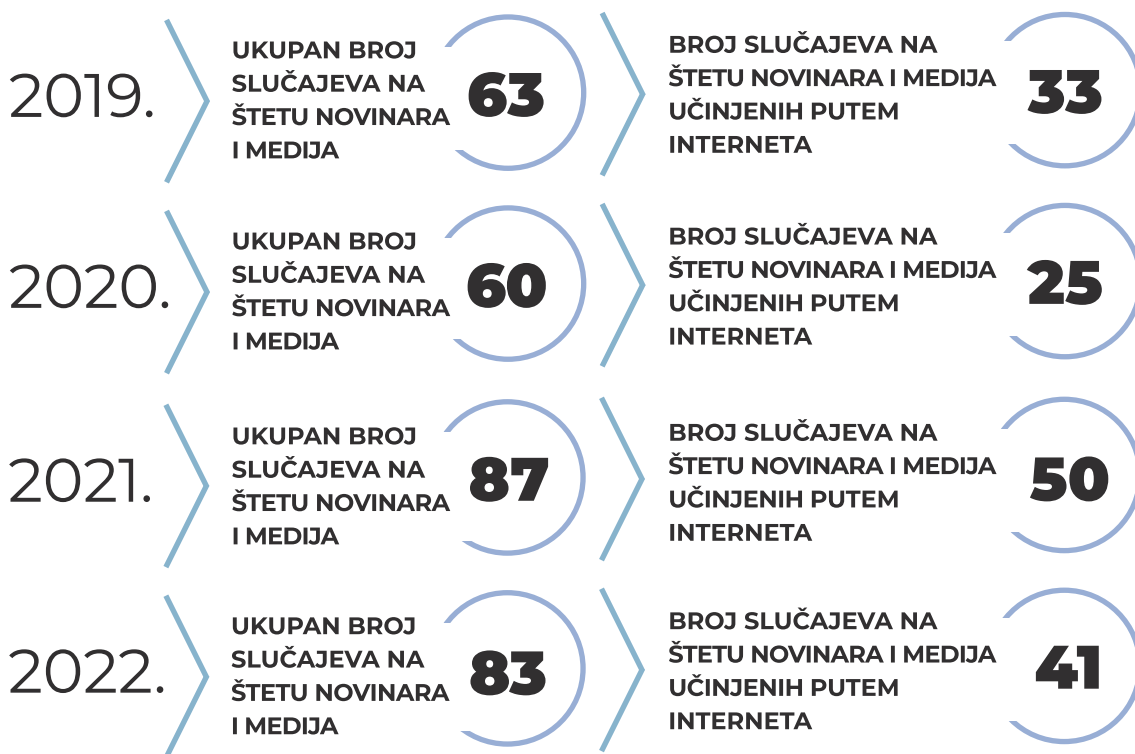 2019.
UKUPAN BROJ
SLUČAJEVA NA
ŠTETU NOVINARA
I MEDIJA
63
BROJ SLUČAJEVA NA
ŠTETU NOVINARA I MEDIJA
UČINJENIH PUTEM
INTERNETA
33
2020.
UKUPAN BROJ
SLUČAJEVA NA
ŠTETU NOVINARA
I MEDIJA
60
BROJ SLUČAJEVA NA
ŠTETU NOVINARA I MEDIJA
UČINJENIH PUTEM
INTERNETA
25
2021.
UKUPAN BROJ
SLUČAJEVA NA
ŠTETU NOVINARA
I MEDIJA
87
BROJ SLUČAJEVA NA
ŠTETU NOVINARA I MEDIJA
UČINJENIH PUTEM
INTERNETA
50
2022.
UKUPAN BROJ
SLUČAJEVA NA
ŠTETU NOVINARA
I MEDIJA
83
BROJ SLUČAJEVA NA
ŠTETU NOVINARA I MEDIJA
UČINJENIH PUTEM
INTERNETA
41